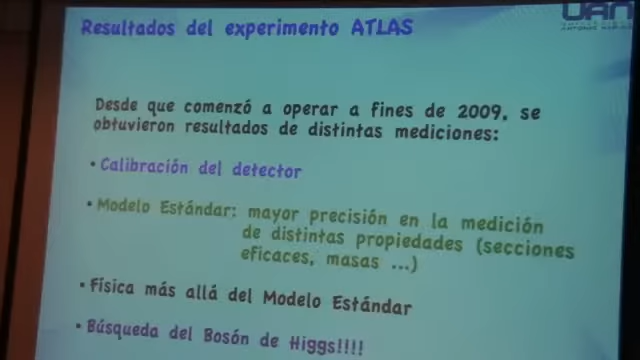 Resultados del experimento ATLAS
UAN
Desde que comenzó a operar a fines de 2009, se
obtuvieron resultados de distintas mediciones:
• Calibración del detector
• Modelo Estándar: mayor precisión en la medición
de distintas propiedades (secciones
eficaces, masas ...)
• Física más allá del Modelo Estándar
• Búsqueda del Bosón de Higgs!!!!